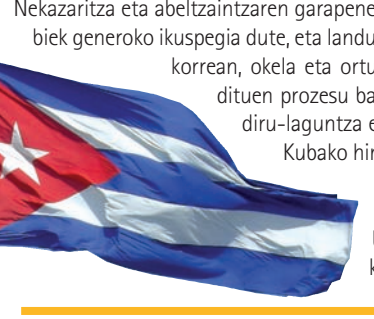 Nekazaritza eta abeltzaintzaren garapene
biek generoko ikuspegia dute, eta landu
korrean, okela eta ortu
dituen prozesu ba
diru-laguntza e
Kubako hir